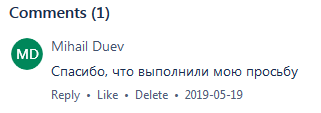 Comments (1)
MD
Mihail Duev
Спасибо, что выполнили мою просьбу
Reply • Like • Delete • 2019-05-19